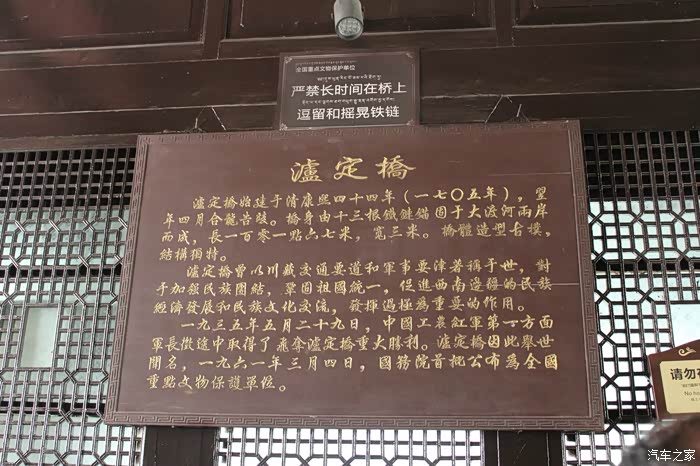 全国重点文物保护单位
严禁长时间在桥上
逗留和摇晃铁链
瀘定橋
瀘定橋始建于清康熙四十四年（一七〇五年），翌
年四月合龍告竣。橋身由十三根鐵鏈錨固于大渡河兩岸
而成，長一百零一點六七米，寬三米。橋體造型古樸，
結構獨特。
瀘定橋曾以川藏交通要道和軍事要津著稱于世，對
于加強民族團結，鞏固祖國統一，促進西南邊疆的民族
經濟發展和民族文化交流，發揮過極為重要的作用。
一九三五年五月二十九日，中國工農紅軍第一方面
軍長徵途中取得了飛奪瀘定橋重大勝利。瀘定橋因此舉世
聞名，一九六一年三月四日，國務院首批公布為全國
重點文物保護單位。
请勿
No
汽车之家